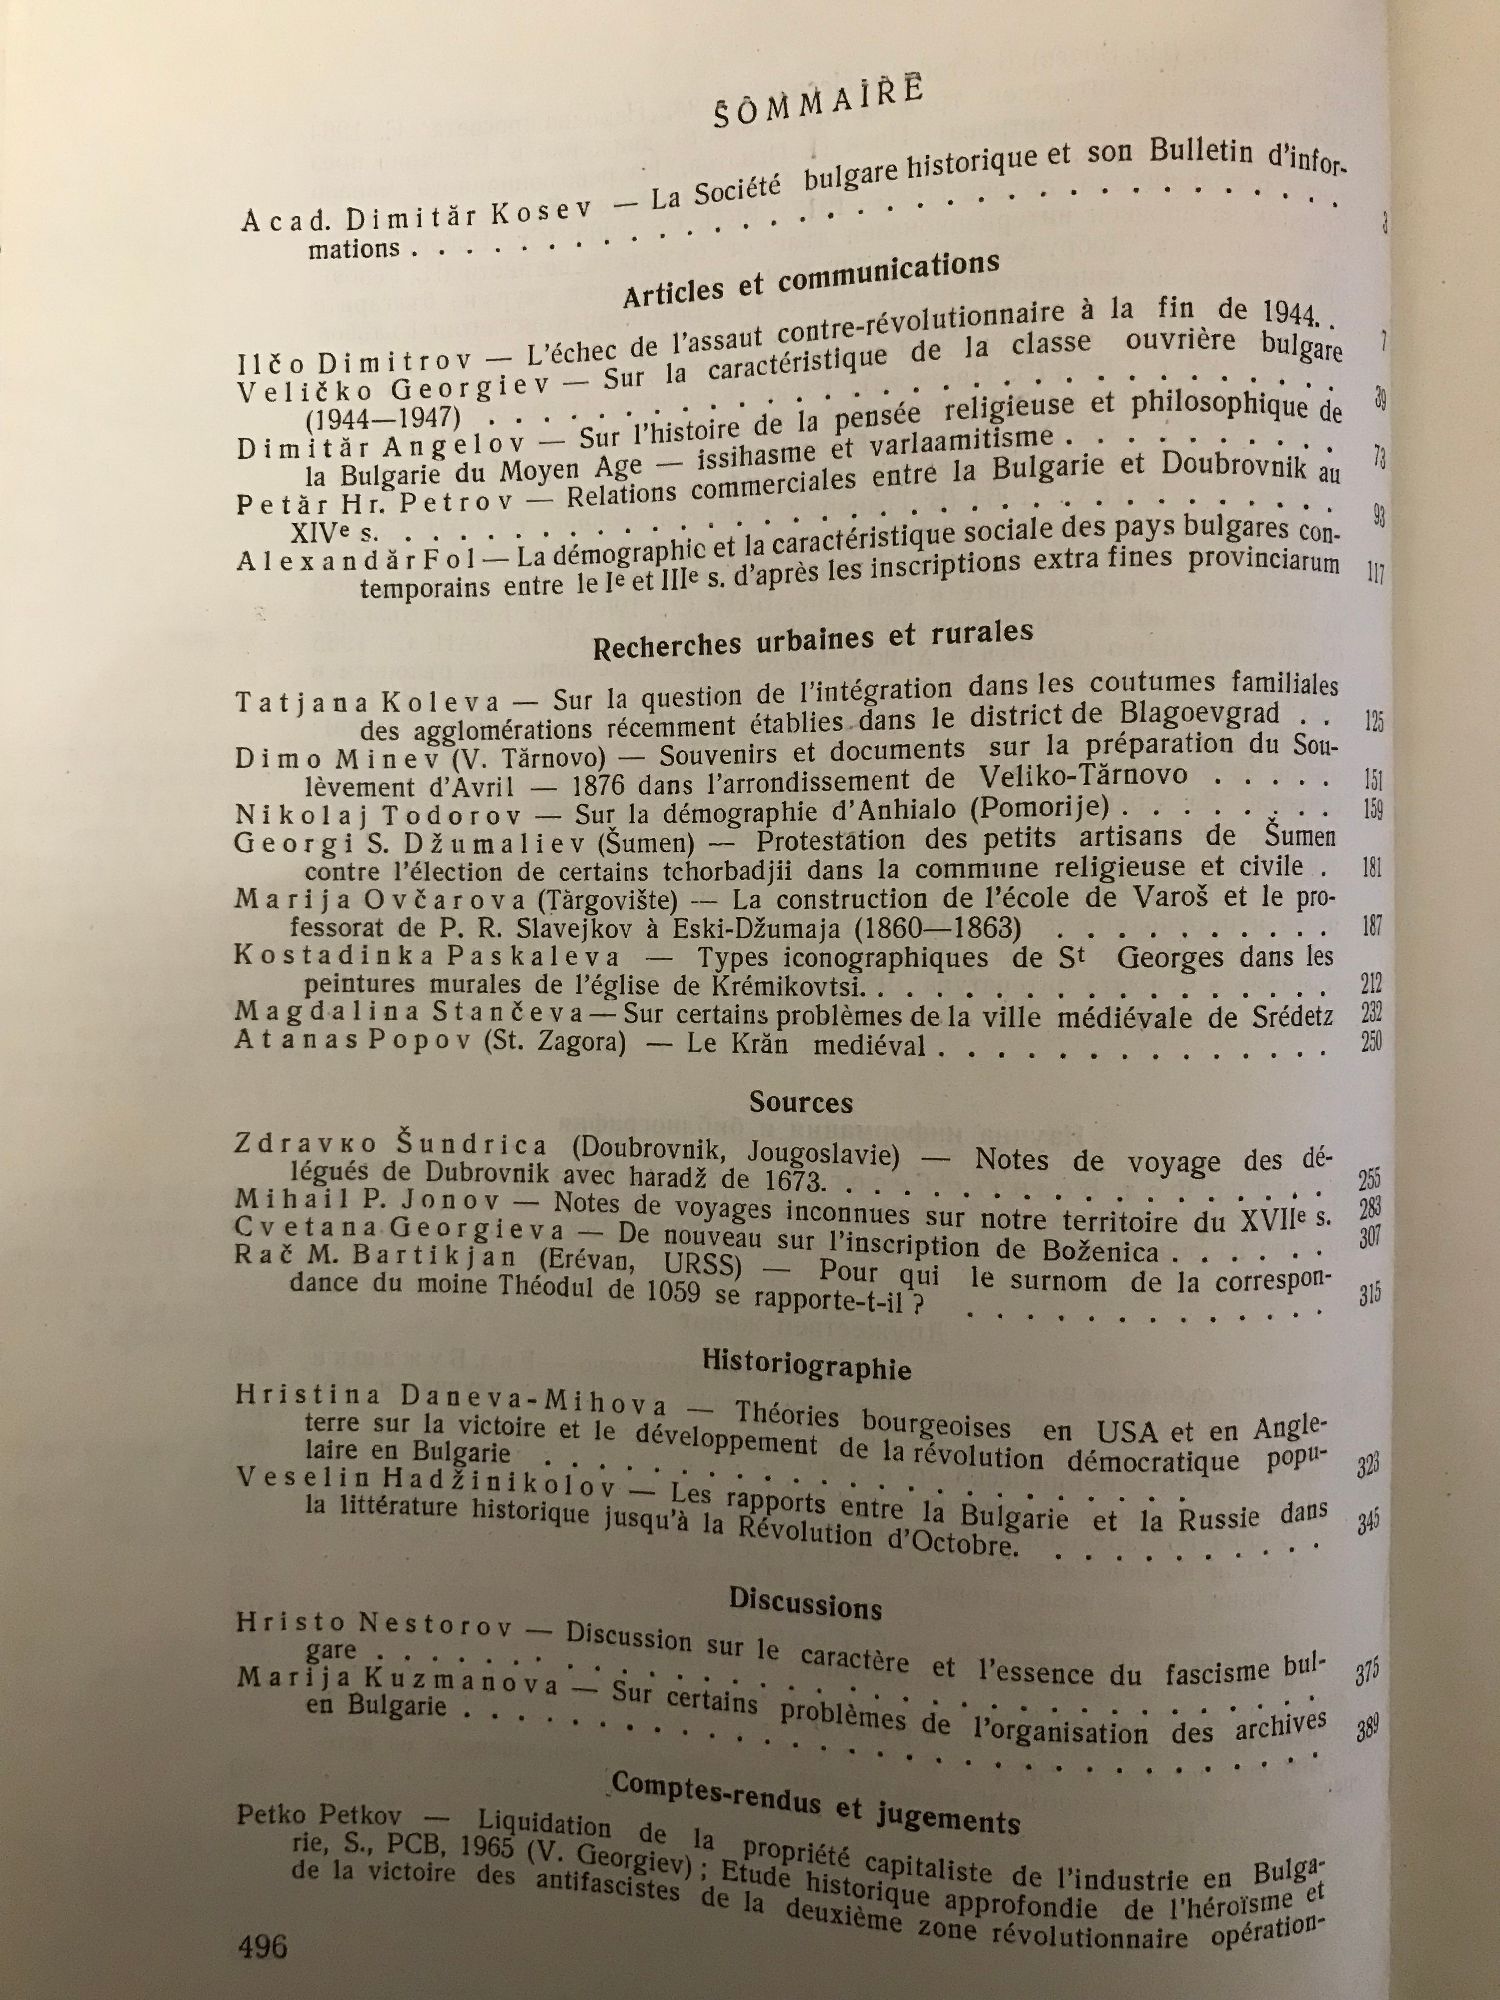 SOMMAIRE
Acad. Dimităr Kosev — La Société bulgare historique et son Bulletin d'infor-
mations . . . . . . . . . . . . . . . . . . . . 3
Articles et communications
Ilčo Dimitrov — L'échec de l'assaut contre-révolutionnaire à la fin de 1944. . 7
Veličko Georgiev — Sur la caractéristique de la classe ouvrière bulgare
(1944—1947) . . . . . . . . . . . . . . . . . . . . 39
Dimităr Angelov — Sur l'histoire de la pensée religieuse et philosophique de
la Bulgarie du Moyen Age — issihasme et varlaamitisme . . . . . . . . . . 73
Petăr Hr. Petrov — Relations commerciales entre la Bulgarie et Doubrovnik au
XIVe s. . . . . . . . . . . . . . . . . . . . . 93
Alexandăr Fol — La démographie et la caractéristique sociale des pays bulgares con-
temporains entre le Ie et IIIe s. d'après les inscriptions extra fines provinciarum 117
Recherches urbaines et rurales
Tatjana Koleva — Sur la question de l'intégration dans les coutumes familiales
des agglomérations récemment établies dans le district de Blagoevgrad . . 125
Dimo Minev (V. Tărnovo) — Souvenirs et documents sur la préparation du Sou-
lèvement d'Avril — 1876 dans l'arrondissement de Veliko-Tărnovo . . . . . 151
Nikolaj Todorov — Sur la démographie d'Anhialo (Pomorije) . . . . . . . . 159
Georgi S. Džumaliev (Šumen) — Protestation des petits artisans de Šumen
contre l'élection de certains tchorbadjii dans la commune religieuse et civile . 181
Marija Ovčarova (Tărgovište) — La construction de l'école de Varoš et le pro-
fessorat de P. R. Slavejkov à Eski-Džumaja (1860—1863) . . . . . . . . . . 187
Kostadinka Paskaleva — Types iconographiques de St Georges dans les
peintures murales de l'église de Krémikovtsi. . . . . . . . . . . . . . . . . . 212
Magdalina Stančeva — Sur certains problèmes de la ville médiévale de Srédetz 232
Atanas Popov (St. Zagora) — Le Krăn mediéval . . . . . . . . . . . . . . 250
Sources
Zdravко Šundrica (Doubrovnik, Jougoslavie) — Notes de voyage des dé-
légués de Dubrovnik avec haradž de 1673. . . . . . . . . . . . . . . . . . . 255
Mihail P. Jonov — Notes de voyages inconnues sur notre territoire du XVIIe s. 283
Cvetana Georgieva — De nouveau sur l'inscription de Boženica . . . . . . 307
Rač M. Bartikjan (Erévan, URSS) — Pour qui le surnom de la correspon-
dance du moine Théodul de 1059 se rapporte-t-il ? . . . . . . . . . . . . . 315
Historiographie
Hristina Daneva-Mihova — Théories bourgeoises en USA et en Angle-
terre sur la victoire et le développement de la révolution démocratique popu-
laire en Bulgarie . . . . . . . . . . . . . . . . . . . . 323
Veselin Hadžinikolov — Les rapports entre la Bulgarie et la Russie dans
la littérature historique jusqu'à la Révolution d'Octobre. . . . . . . . . . . 345
Discussions
Hristo Nestorov — Discussion sur le caractère et l'essence du fascisme bul-
gare . . . . . . . . . . . . . . . . . . . . 375
Marija Kuzmanova — Sur certains problèmes de l'organisation des archives
en Bulgarie . . . . . . . . . . . . . . . . . . . . 389
Comptes-rendus et jugements
Petko Petkov — Liquidation de la propriété capitaliste de l'industrie en Bulga-
rie, S., PCB, 1965 (V. Georgiev) ; Etude historique approfondie de l'héroïsme et
de la victoire des antifascistes de la deuxième zone révolutionnaire opération-
496